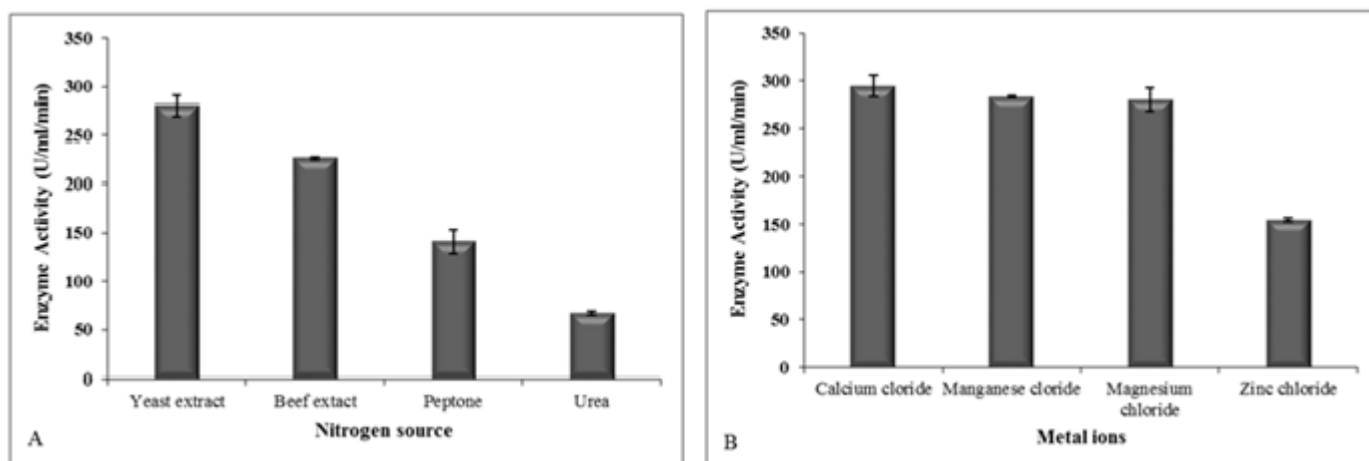 350
300
250
200
150
100
50
0
Enzyme Activity (U/ml/min)
Yeast extract Beef extact Peptone Urea
Nitrogen source
A
350
300
250
200
150
100
50
0
Enzyme Activity (U/ml/min)
Calcium cloride Manganese cloride Magnesium chloride Zinc chloride
Metal ions
B